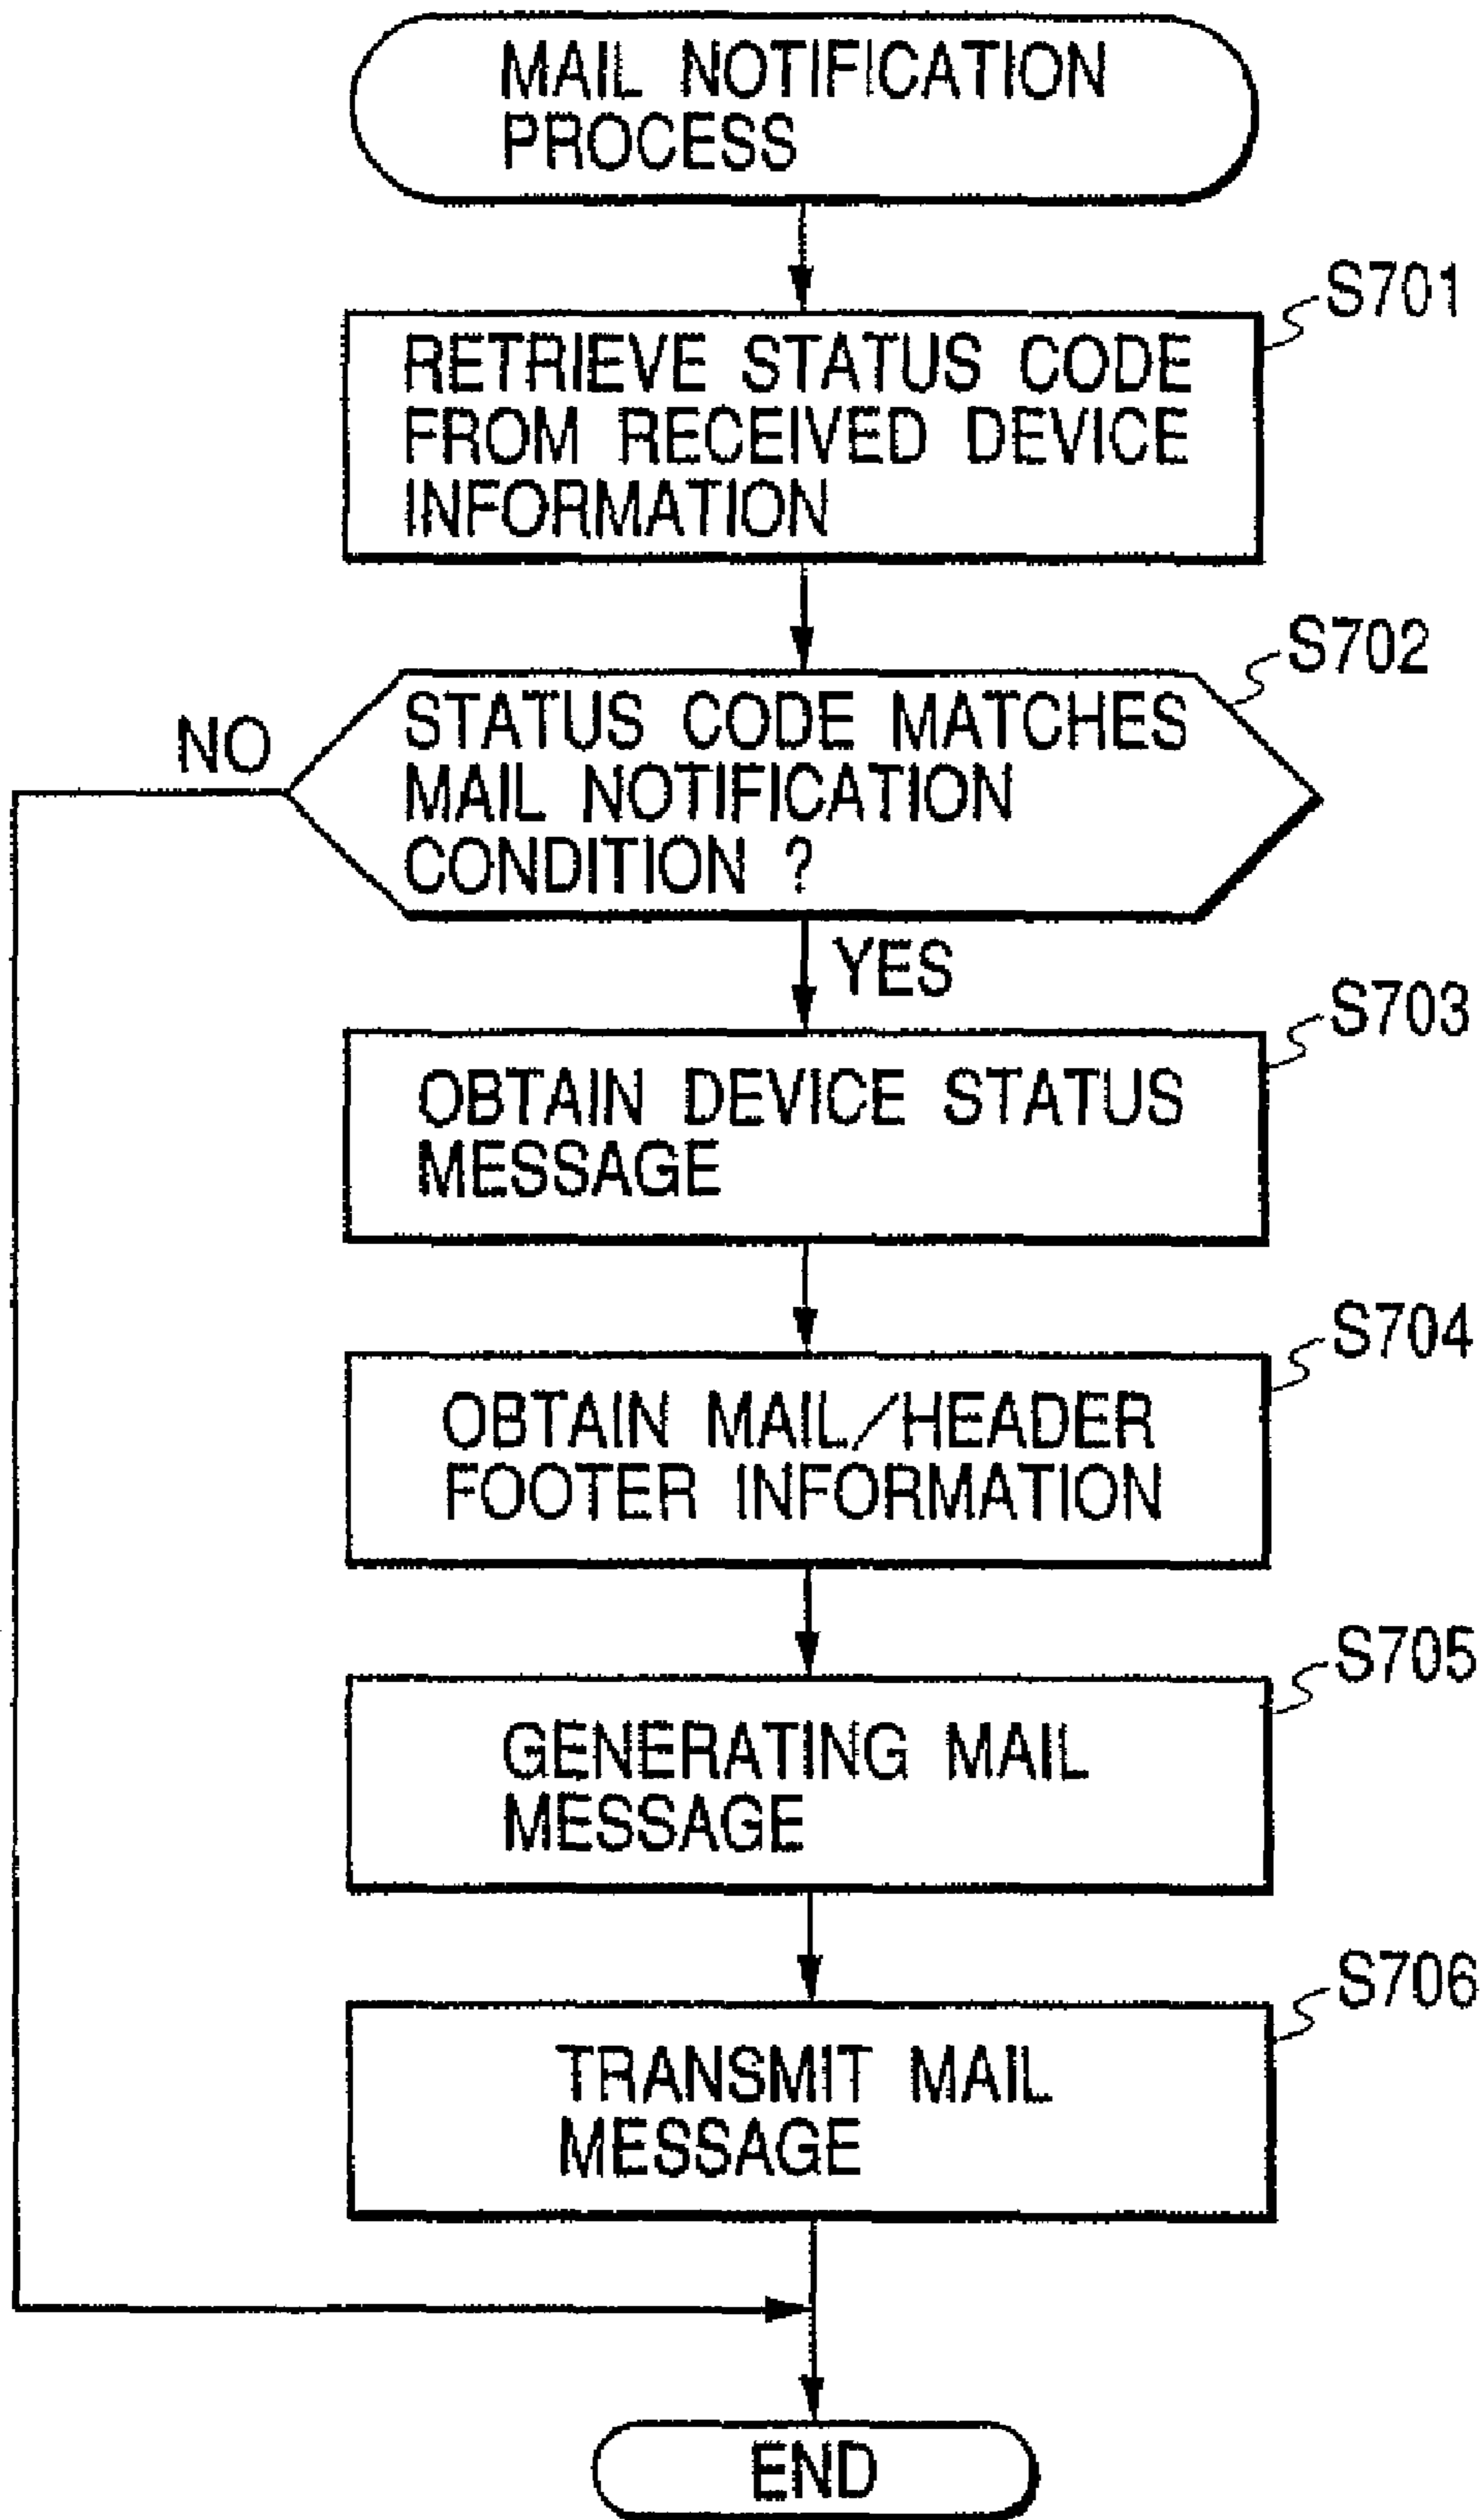 MAIL NOTIFICATION
PROCESS
S701
RETRIEVE STATUS CODE
FROM RECEIVED DEVICE
INFORMATION
S702
NO
STATUS CODE MATCHES
MAIL NOTIFICATION
CONDITION ?
YES
S703
OBTAIN DEVICE STATUS
MESSAGE
S704
OBTAIN MAIL/HEADER
FOOTER INFORMATION
S705
GENERATING MAIL
MESSAGE
S706
TRANSMIT MAIL
MESSAGE
END